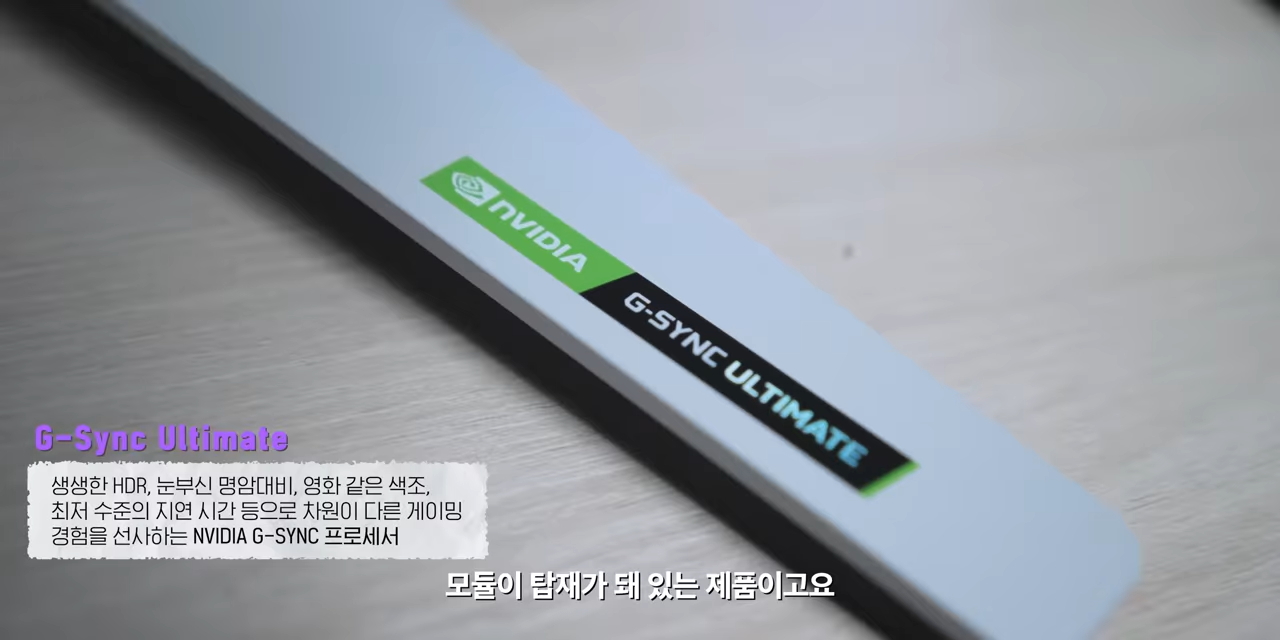 NVIDIA
G-SYNC ULTIMATE
G-Sync Ultimate
생생한 HDR, 눈부신 명암대비, 영화 같은 색조,
최저 수준의 지연 시간 등으로 차원이 다른 게이밍
경험을 선사하는 NVIDIA G-SYNC 프로세서
모듈이 탑재가 돼 있는 제품이고요